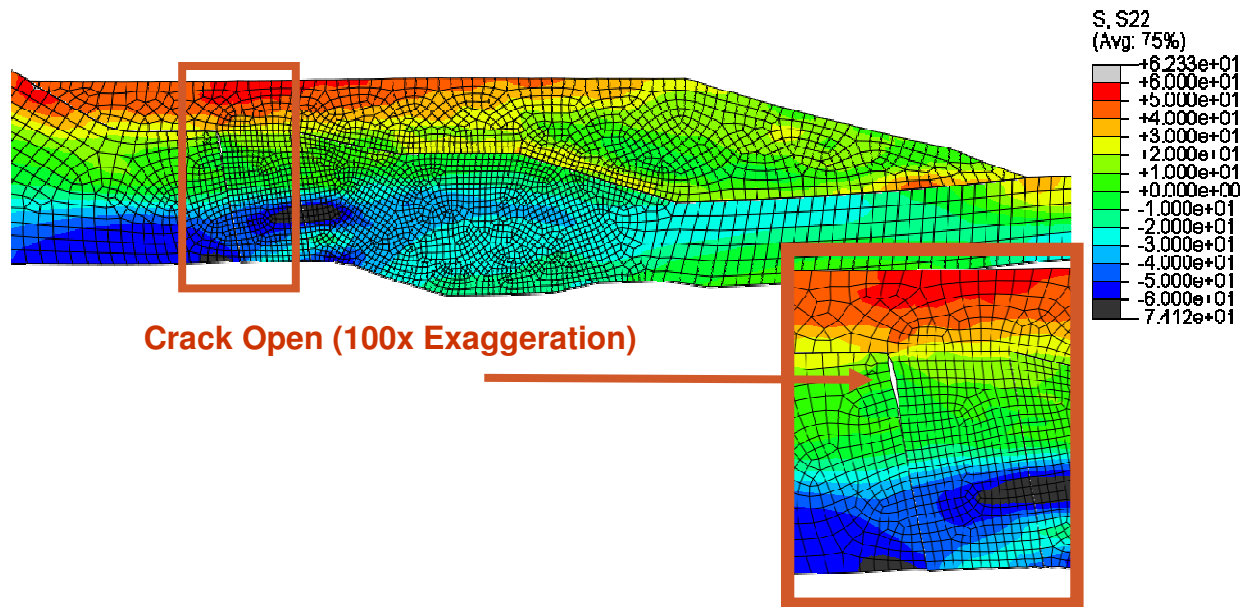 S, S22
(Avg: 75%)
+6.233e+01
+6.000e+01
+5.000e+01
+4.000e+01
+3.000e+01
+2.000e+01
+1.000e+01
+0.000e+00
-1.000e+01
-2.000e+01
-3.000e+01
-4.000e+01
-5.000e+01
-6.000e+01
7.412e+01
Crack Open (100x Exaggeration)